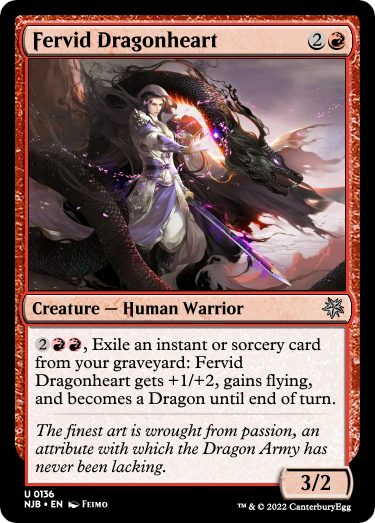 Fervid Dragonheart 2
Creature — Human Warrior
2, Exile an instant or sorcery card
from your graveyard: Fervid
Dragonheart gets +1/+2, gains flying,
and becomes a Dragon until end of turn.
The finest art is wrought from passion, an
attribute with which the Dragon Army has
never been lacking.
3/2
U 0136
NJB • EN Feimo
™ & © 2022 CanterburyEgg